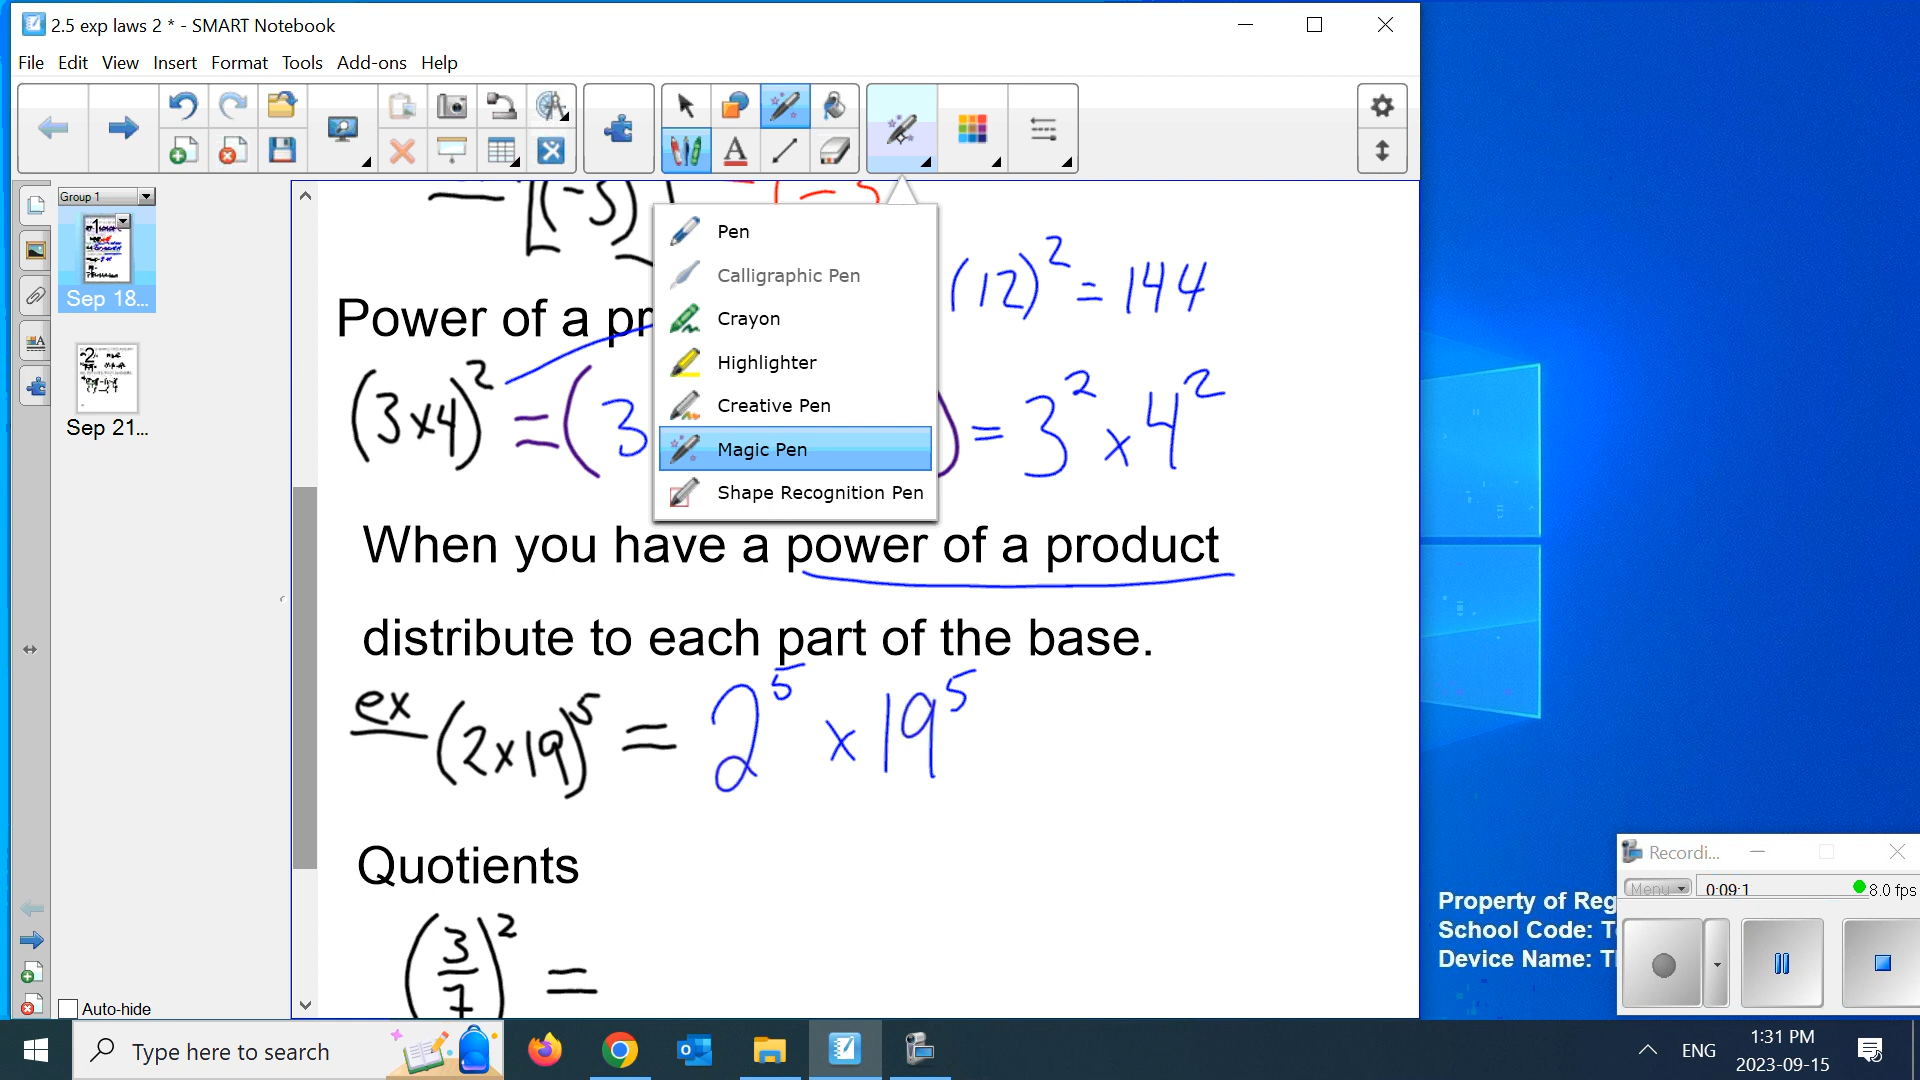 2.5 exp laws 2 * - SMART Notebook
File Edit View Insert Format Tools Add-ons Help
Group 1
Sep 18...
Sep 21...
Auto-hide
Pen
Calligraphic Pen
Crayon
Highlighter
Creative Pen
Magic Pen
Shape Recognition Pen
(12)² = 144
Power of a pr
(3x4)² = (3 ) = 3² x 4²
When you have a power of a product
distribute to each part of the base.
ex (2x19)⁵ = 2⁵ x 19⁵
Quotients
(3/7)² =
Recordi...
Menu 0:09:1 8.0 fps
Property of Reg
School Code: T
Device Name: T
Type here to search
ENG
1:31 PM
2023-09-15